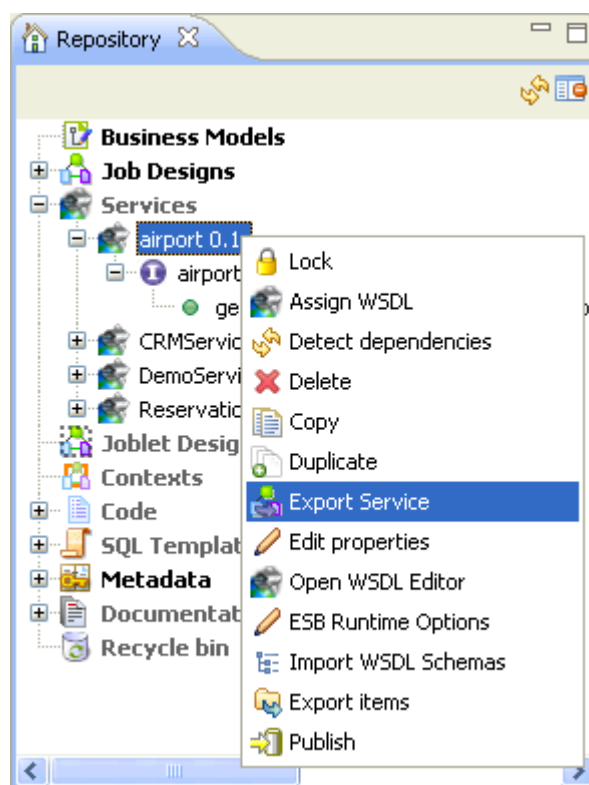 Repository
Business Models
Job Designs
Services
airport 0.1
airport
ge
CRMServic
DemoServi
Reservatio
Joblet Desig
Contexts
Code
SQL Templat
Metadata
Documentat
Recycle bin
Lock
Assign WSDL
Detect dependencies
Delete
Copy
Duplicate
Export Service
Edit properties
Open WSDL Editor
ESB Runtime Options
Import WSDL Schemas
Export items
Publish